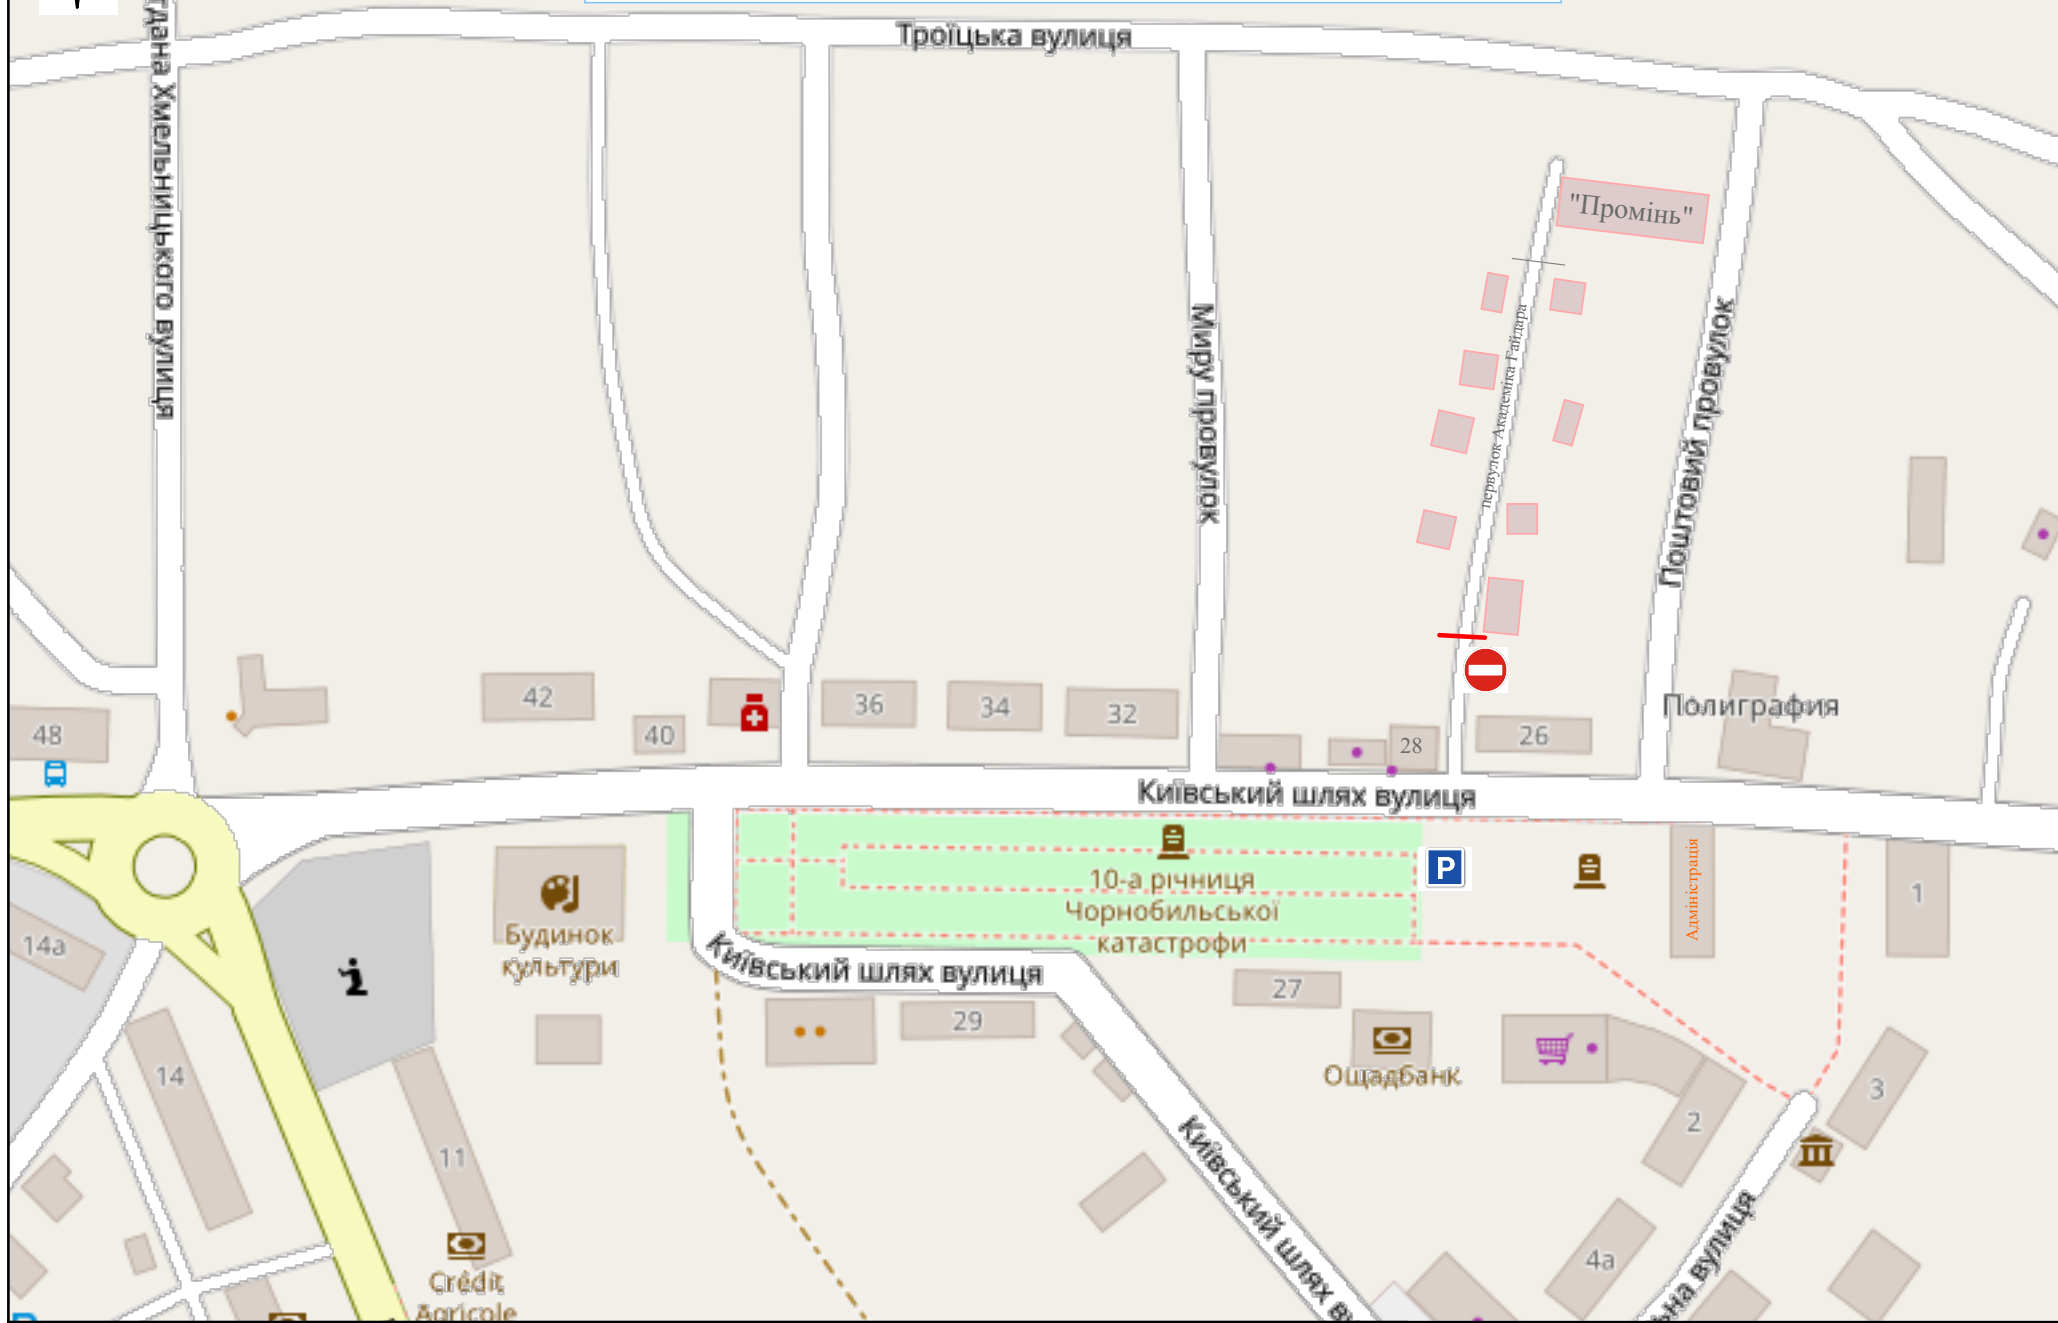 Троїцька вулиця
Хмельницького вулиця
"Промінь"
Миру провулок
первулок Академіка Гайдара
Поштовий провулок
48
42
40
36
34
32
28
26
Полиграфия
Київський шлях вулиця
P
10-а річниця
Чорнобильської
катастрофи
Адміністрація
1
14а
Будинок
культури
Київський шлях вулиця
27
29
Ощадбанк
14
11
2
3
Київський шлях
4а
Crédit
Agricole